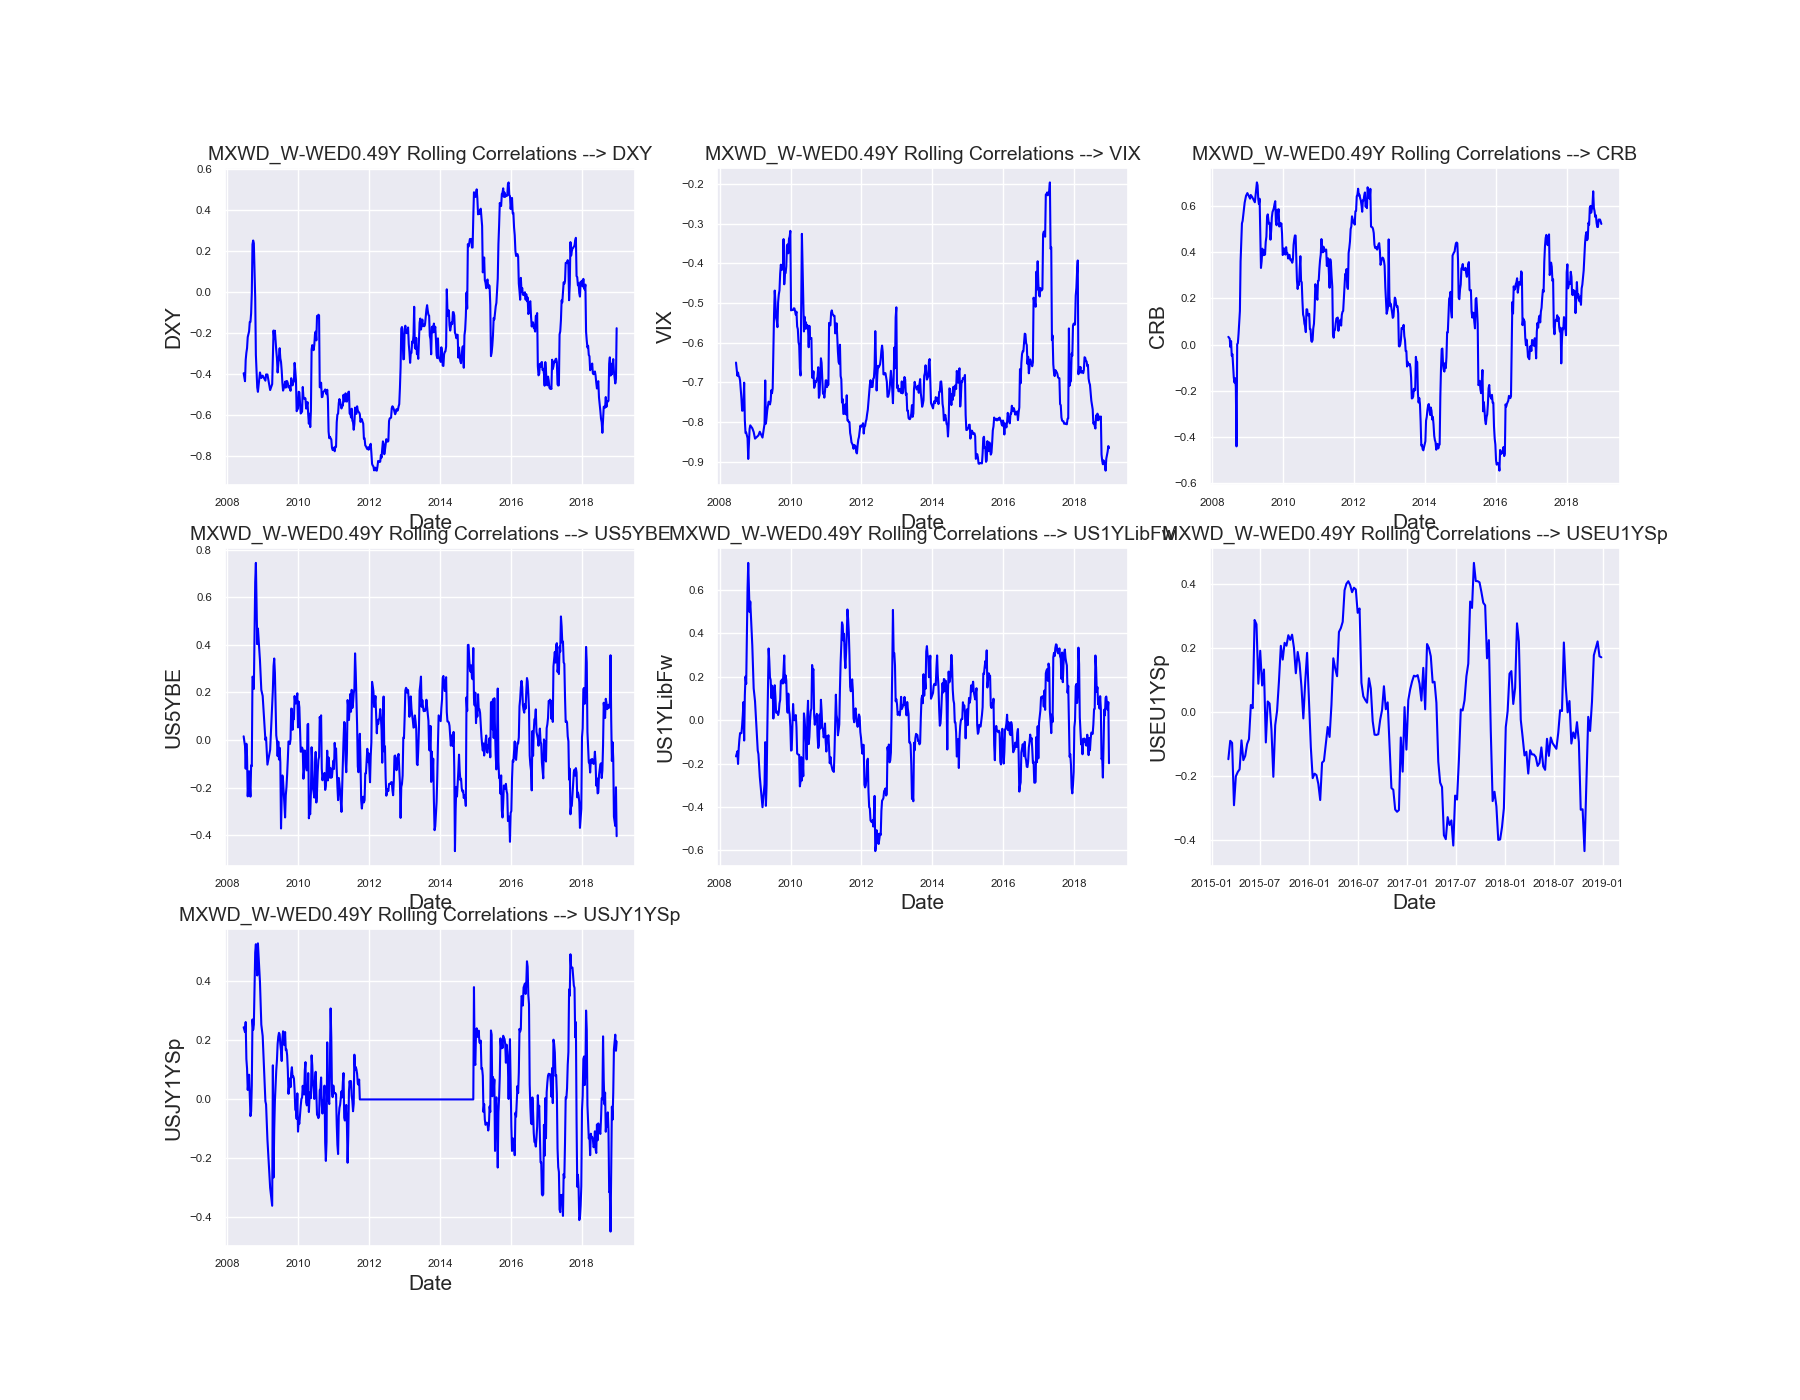 MXWD_W-WED0.49Y Rolling Correlations --> DXY
DXY
0.6
0.4
0.2
0.0
−0.2
−0.4
−0.6
−0.8
2008 2010 2012 2014 2016 2018
Date
MXWD_W-WED0.49Y Rolling Correlations --> VIX
VIX
−0.2
−0.3
−0.4
−0.5
−0.6
−0.7
−0.8
−0.9
2008 2010 2012 2014 2016 2018
Date
MXWD_W-WED0.49Y Rolling Correlations --> CRB
CRB
0.6
0.4
0.2
0.0
−0.2
−0.4
−0.6
2008 2010 2012 2014 2016 2018
Date
MXWD_W-WED0.49Y Rolling Correlations --> US5YBE
US5YBE
0.8
0.6
0.4
0.2
0.0
−0.2
−0.4
2008 2010 2012 2014 2016 2018
Date
MXWD_W-WED0.49Y Rolling Correlations --> US1YLibFw
US1YLibFw
0.6
0.4
0.2
0.0
−0.2
−0.4
−0.6
2008 2010 2012 2014 2016 2018
Date
MXWD_W-WED0.49Y Rolling Correlations --> USEU1YSp
USEU1YSp
0.4
0.2
0.0
−0.2
−0.4
2015-01 2015-07 2016-01 2016-07 2017-01 2017-07 2018-01 2018-07 2019-01
Date
MXWD_W-WED0.49Y Rolling Correlations --> USJY1YSp
USJY1YSp
0.4
0.2
0.0
−0.2
−0.4
2008 2010 2012 2014 2016 2018
Date